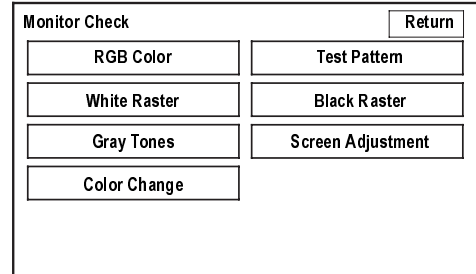 Monitor Check Return
RGB Color Test Pattern
White Raster Black Raster
Gray Tones Screen Adjustment
Color Change